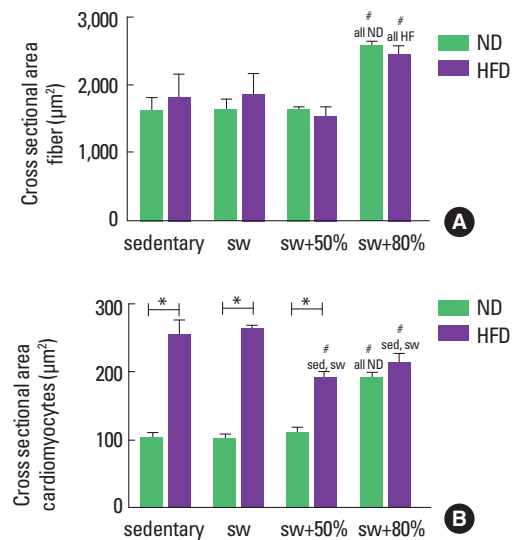 3,000
2,000
1,000
0
Cross sectional area
fiber (µm²)
#
all ND
#
all HF
ND
HFD
sedentary
sw
sw+50%
sw+80%
A
300
200
100
0
Cross sectional area
cardiomyocytes (µm²)
*
*
*
#
sed, sw
#
all ND
#
sed, sw
ND
HFD
sedentary
sw
sw+50%
sw+80%
B